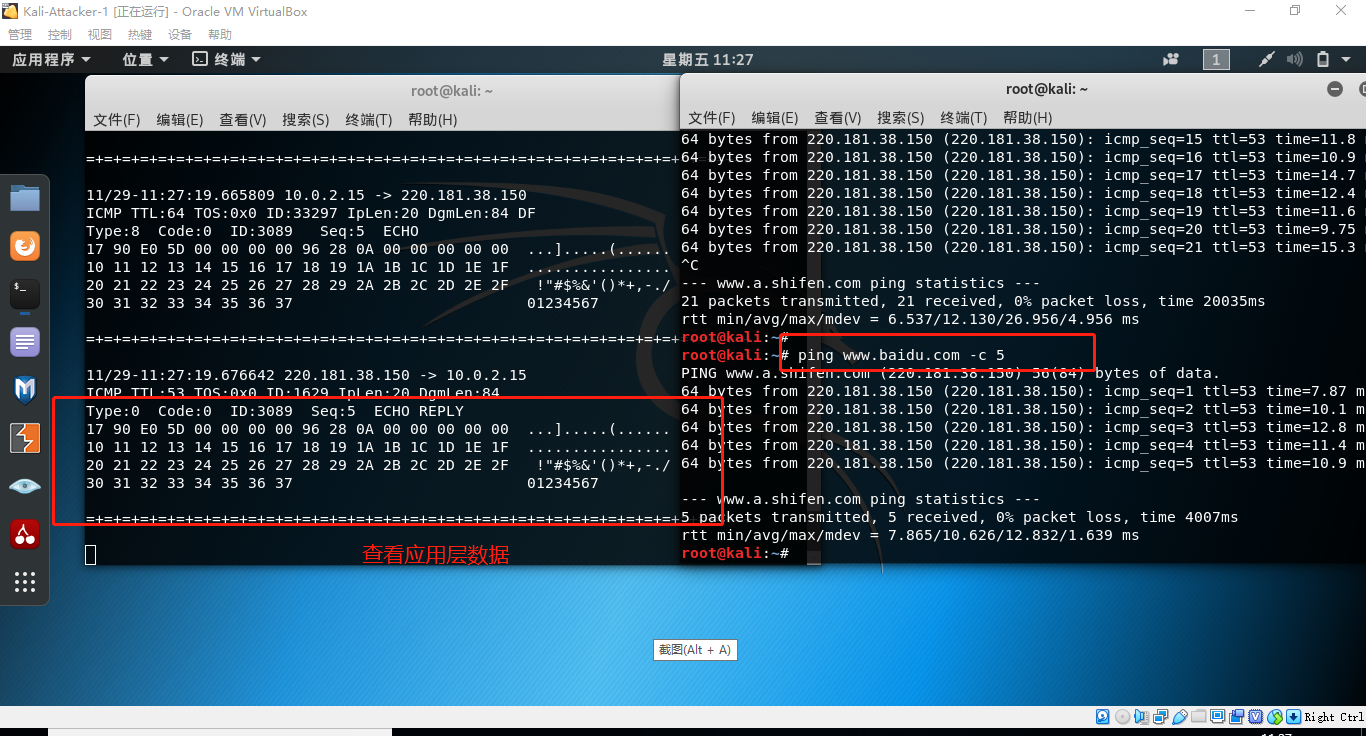 Kali-Attacker-1 [正在运行] - Oracle VM VirtualBox
管理 控制 视图 热键 设备 帮助
应用程序 位置 终端 星期五 11:27 1
root@kali: ~
文件(F) 编辑(E) 查看(V) 搜索(S) 终端(T) 帮助(H)
=+=+=+=+=+=+=+=+=+=+=+=+=+=+=+=+=+=+=+=+=+=+=+=+=+=+=+=+=+=+=+=+=+
11/29-11:27:19.665809 10.0.2.15 -> 220.181.38.150
ICMP TTL:64 TOS:0x0 ID:33297 IpLen:20 DgmLen:84 DF
Type:8  Code:0  ID:3089   Seq:5  ECHO
17 90 E0 5D 00 00 00 00 96 28 0A 00 00 00 00 00  ...].....(......
10 11 12 13 14 15 16 17 18 19 1A 1B 1C 1D 1E 1F  ................
20 21 22 23 24 25 26 27 28 29 2A 2B 2C 2D 2E 2F   !"#$%&'()*+,-./
30 31 32 33 34 35 36 37                          01234567
=+=+=+=+=+=+=+=+=+=+=+=+=+=+=+=+=+=+=+=+=+=+=+=+=+=+=+=+=+=+=+=+=+
11/29-11:27:19.676642 220.181.38.150 -> 10.0.2.15
ICMP TTL:53 TOS:0x0 ID:1629 IpLen:20 DgmLen:84
Type:0  Code:0  ID:3089  Seq:5  ECHO REPLY
17 90 E0 5D 00 00 00 00 96 28 0A 00 00 00 00 00  ...].....(......
10 11 12 13 14 15 16 17 18 19 1A 1B 1C 1D 1E 1F  ................
20 21 22 23 24 25 26 27 28 29 2A 2B 2C 2D 2E 2F   !"#$%&'()*+,-./
30 31 32 33 34 35 36 37                          01234567
=+=+=+=+=+=+=+=+=+=+=+=+=+=+=+=+=+=+=+=+=+=+=+=+=+=+=+=+=+=+=+=+=+
查看应用层数据
root@kali: ~
文件(F) 编辑(E) 查看(V) 搜索(S) 终端(T) 帮助(H)
64 bytes from 220.181.38.150 (220.181.38.150): icmp_seq=15 ttl=53 time=11.8
64 bytes from 220.181.38.150 (220.181.38.150): icmp_seq=16 ttl=53 time=10.9
64 bytes from 220.181.38.150 (220.181.38.150): icmp_seq=17 ttl=53 time=14.7
64 bytes from 220.181.38.150 (220.181.38.150): icmp_seq=18 ttl=53 time=12.4
64 bytes from 220.181.38.150 (220.181.38.150): icmp_seq=19 ttl=53 time=11.6
64 bytes from 220.181.38.150 (220.181.38.150): icmp_seq=20 ttl=53 time=9.75
64 bytes from 220.181.38.150 (220.181.38.150): icmp_seq=21 ttl=53 time=15.3
^C
--- www.a.shifen.com ping statistics ---
21 packets transmitted, 21 received, 0% packet loss, time 20035ms
rtt min/avg/max/mdev = 6.537/12.130/26.956/4.956 ms
root@kali:~#
root@kali:~# ping www.baidu.com -c 5
PING www.a.shifen.com (220.181.38.150) 56(84) bytes of data.
64 bytes from 220.181.38.150 (220.181.38.150): icmp_seq=1 ttl=53 time=7.87 m
64 bytes from 220.181.38.150 (220.181.38.150): icmp_seq=2 ttl=53 time=10.1 m
64 bytes from 220.181.38.150 (220.181.38.150): icmp_seq=3 ttl=53 time=12.8 m
64 bytes from 220.181.38.150 (220.181.38.150): icmp_seq=4 ttl=53 time=11.4 m
64 bytes from 220.181.38.150 (220.181.38.150): icmp_seq=5 ttl=53 time=10.9 m
--- www.a.shifen.com ping statistics ---
5 packets transmitted, 5 received, 0% packet loss, time 4007ms
rtt min/avg/max/mdev = 7.865/10.626/12.832/1.639 ms
root@kali:~#
截图(Alt + A)
Right Ctrl